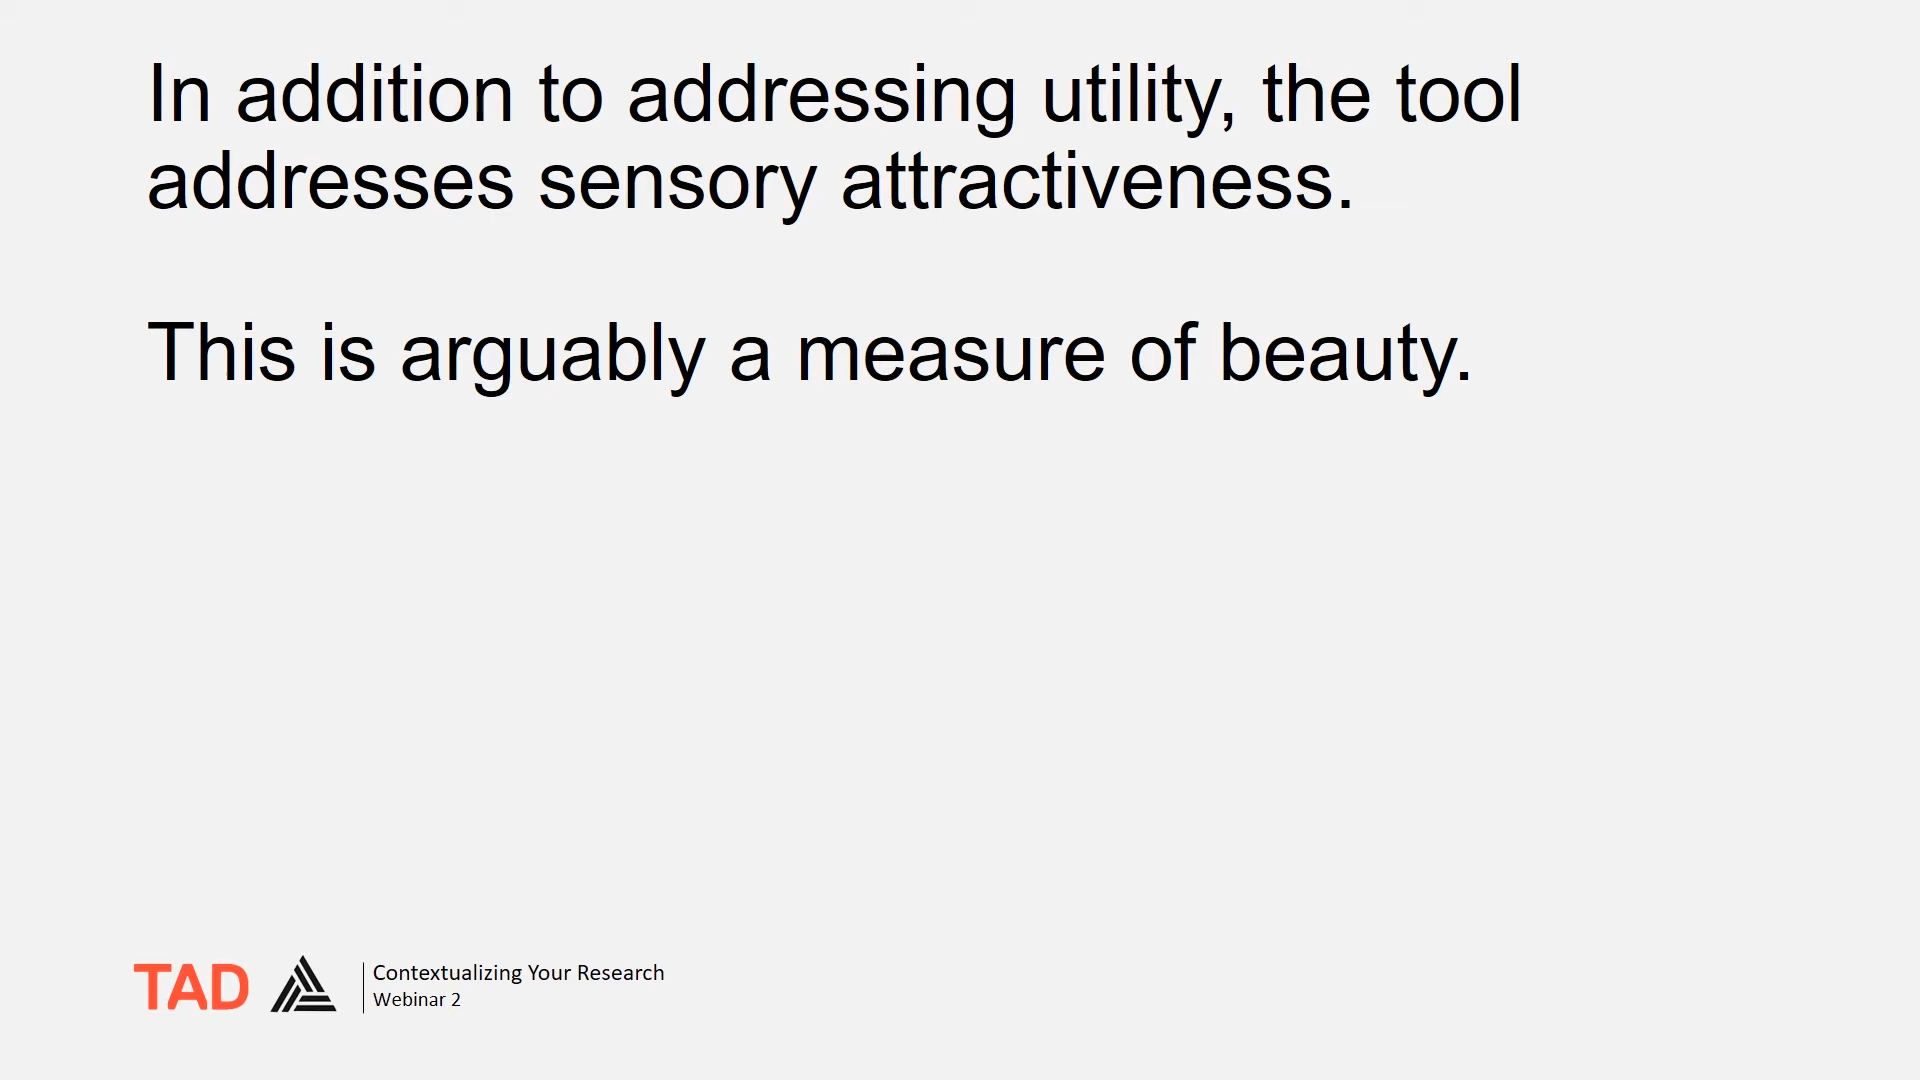 In addition to addressing utility, the tool
addresses sensory attractiveness.
This is arguably a measure of beauty.
TAD
Contextualizing Your Research
Webinar 2